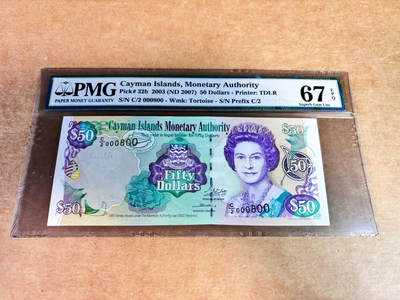 PMG
PAPER MONEY GUARANTY
Cayman Islands, Monetary Authority
Pick# 32b 2003 (ND 2007) 50 Dollars - Printer: TDLR
S/N C/2 000800 - Wmk: Tortoise - S/N Prefix C/2
67 EPQ
Superb Gem Unc
Cayman Islands Monetary Authority
$50
C/2 000800
$50
Fifty
Dollars
50
$50
C/2 000800
$50